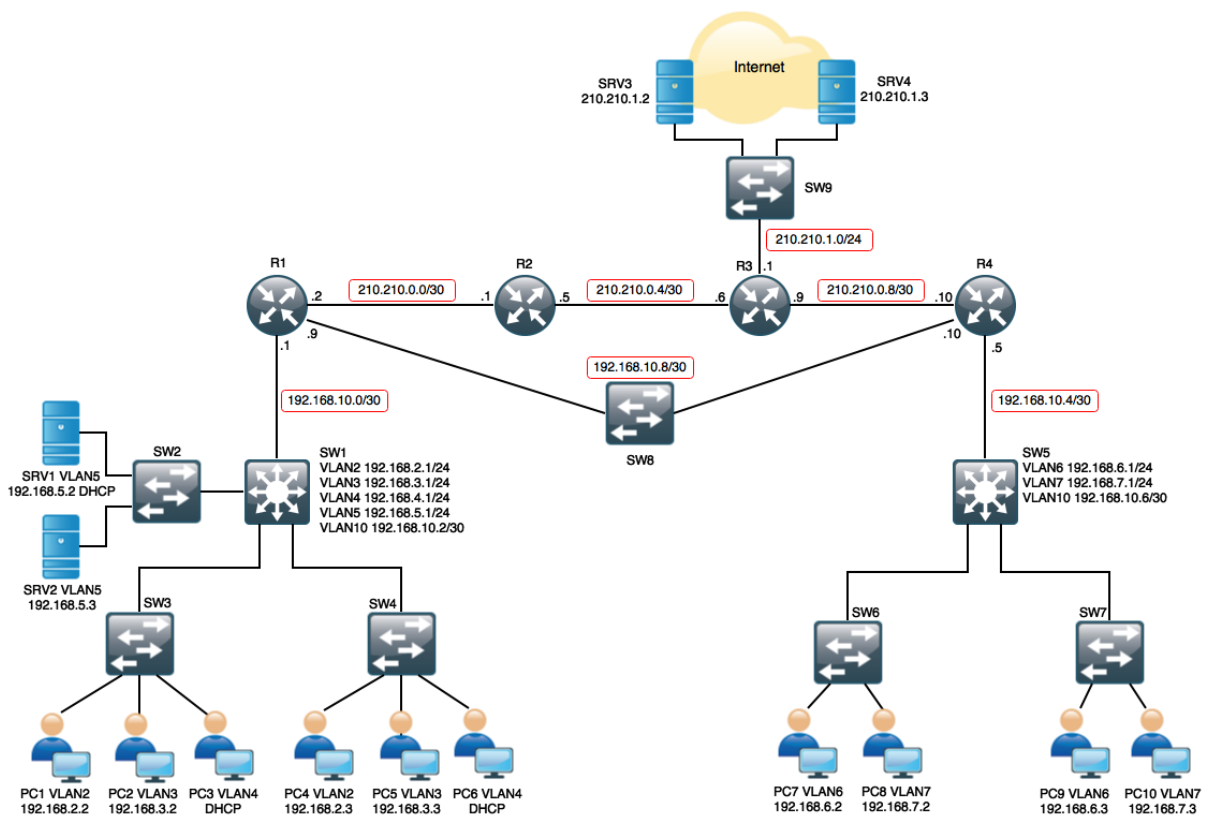 Internet
SRV3
210.210.1.2
SRV4
210.210.1.3
SW9
210.210.1.0/24
R1
R2
R3
.1
R4
.2
210.210.0.0/30
.1
.5
210.210.0.4/30
.6
.9
210.210.0.8/30
.10
.1
.9
.10
.5
192.168.10.8/30
192.168.10.0/30
192.168.10.4/30
SW8
SW2
SRV1 VLAN5
192.168.5.2 DHCP
SW1
VLAN2 192.168.2.1/24
VLAN3 192.168.3.1/24
VLAN4 192.168.4.1/24
VLAN5 192.168.5.1/24
VLAN10 192.168.10.2/30
SW5
VLAN6 192.168.6.1/24
VLAN7 192.168.7.1/24
VLAN10 192.168.10.6/30
SRV2 VLAN5
192.168.5.3
SW3
SW4
SW6
SW7
PC1 VLAN2
192.168.2.2
PC2 VLAN3
192.168.3.2
PC3 VLAN4
DHCP
PC4 VLAN2
192.168.2.3
PC5 VLAN3
192.168.3.3
PC6 VLAN4
DHCP
PC7 VLAN6
192.168.6.2
PC8 VLAN7
192.168.7.2
PC9 VLAN6
192.168.6.3
PC10 VLAN7
192.168.7.3